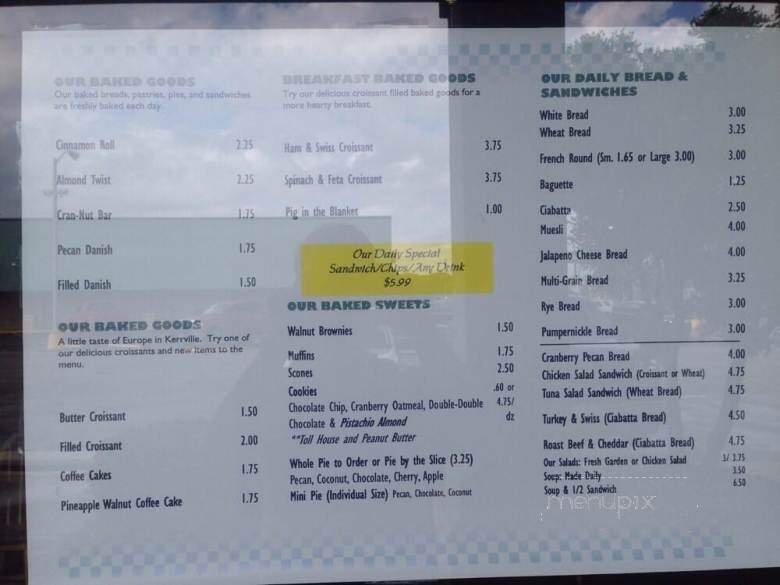 OUR BAKED GOODS
Our baked breads, pastries, pies, and sandwiches
are freshly baked each day.
Cinnamon Roll 2.25
Almond Twist 2.25
Cran-Nut Bar 1.75
Pecan Danish 1.75
Filled Danish 1.50
OUR BAKED GOODS
A little taste of Europe in Kerrville. Try one of
our delicious croissants and new items to the
menu.
Butter Croissant 1.50
Filled Croissant 2.00
Coffee Cakes 1.75
Pineapple Walnut Coffee Cake 1.75
BREAKFAST BAKED GOODS
Try our delicious croissant filled baked goods for a
more hearty breakfast.
Ham & Swiss Croissant 3.75
Spinach & Feta Croissant 3.75
Pig in the Blanket 1.00
Our Daily Special
Sandwich/Chips/Any Drink
$5.99
OUR BAKED SWEETS
Walnut Brownies 1.50
Muffins 1.75
Scones 2.50
Cookies .60 or
Chocolate Chip, Cranberry Oatmeal, Double-Double 4.75/
Chocolate & Pistachio Almond dz
**Toll House and Peanut Butter
Whole Pie to Order or Pie by the Slice (3.25)
Pecan, Coconut, Chocolate, Cherry, Apple
Mini Pie (Individual Size) Pecan, Chocolate, Coconut
OUR DAILY BREAD &
SANDWICHES
White Bread 3.00
Wheat Bread 3.25
French Round (Sm. 1.65 or Large 3.00) 3.00
Baguette 1.25
Ciabatta 2.50
Muesli 4.00
Jalapeno Cheese Bread 4.00
Multi-Grain Bread 3.25
Rye Bread 3.00
Pumpernickle Bread 3.00
Cranberry Pecan Bread 4.00
Chicken Salad Sandwich (Croissant or Wheat) 4.75
Tuna Salad Sandwich (Wheat Bread) 4.75
Turkey & Swiss (Ciabatta Bread) 4.50
Roast Beef & Cheddar (Ciabatta Bread) 4.75
Our Salads: Fresh Garden or Chicken Salad 3/ 3.75
Soup: Made Daily 3.50
Soup & 1/2 Sandwich 6.50
menupix